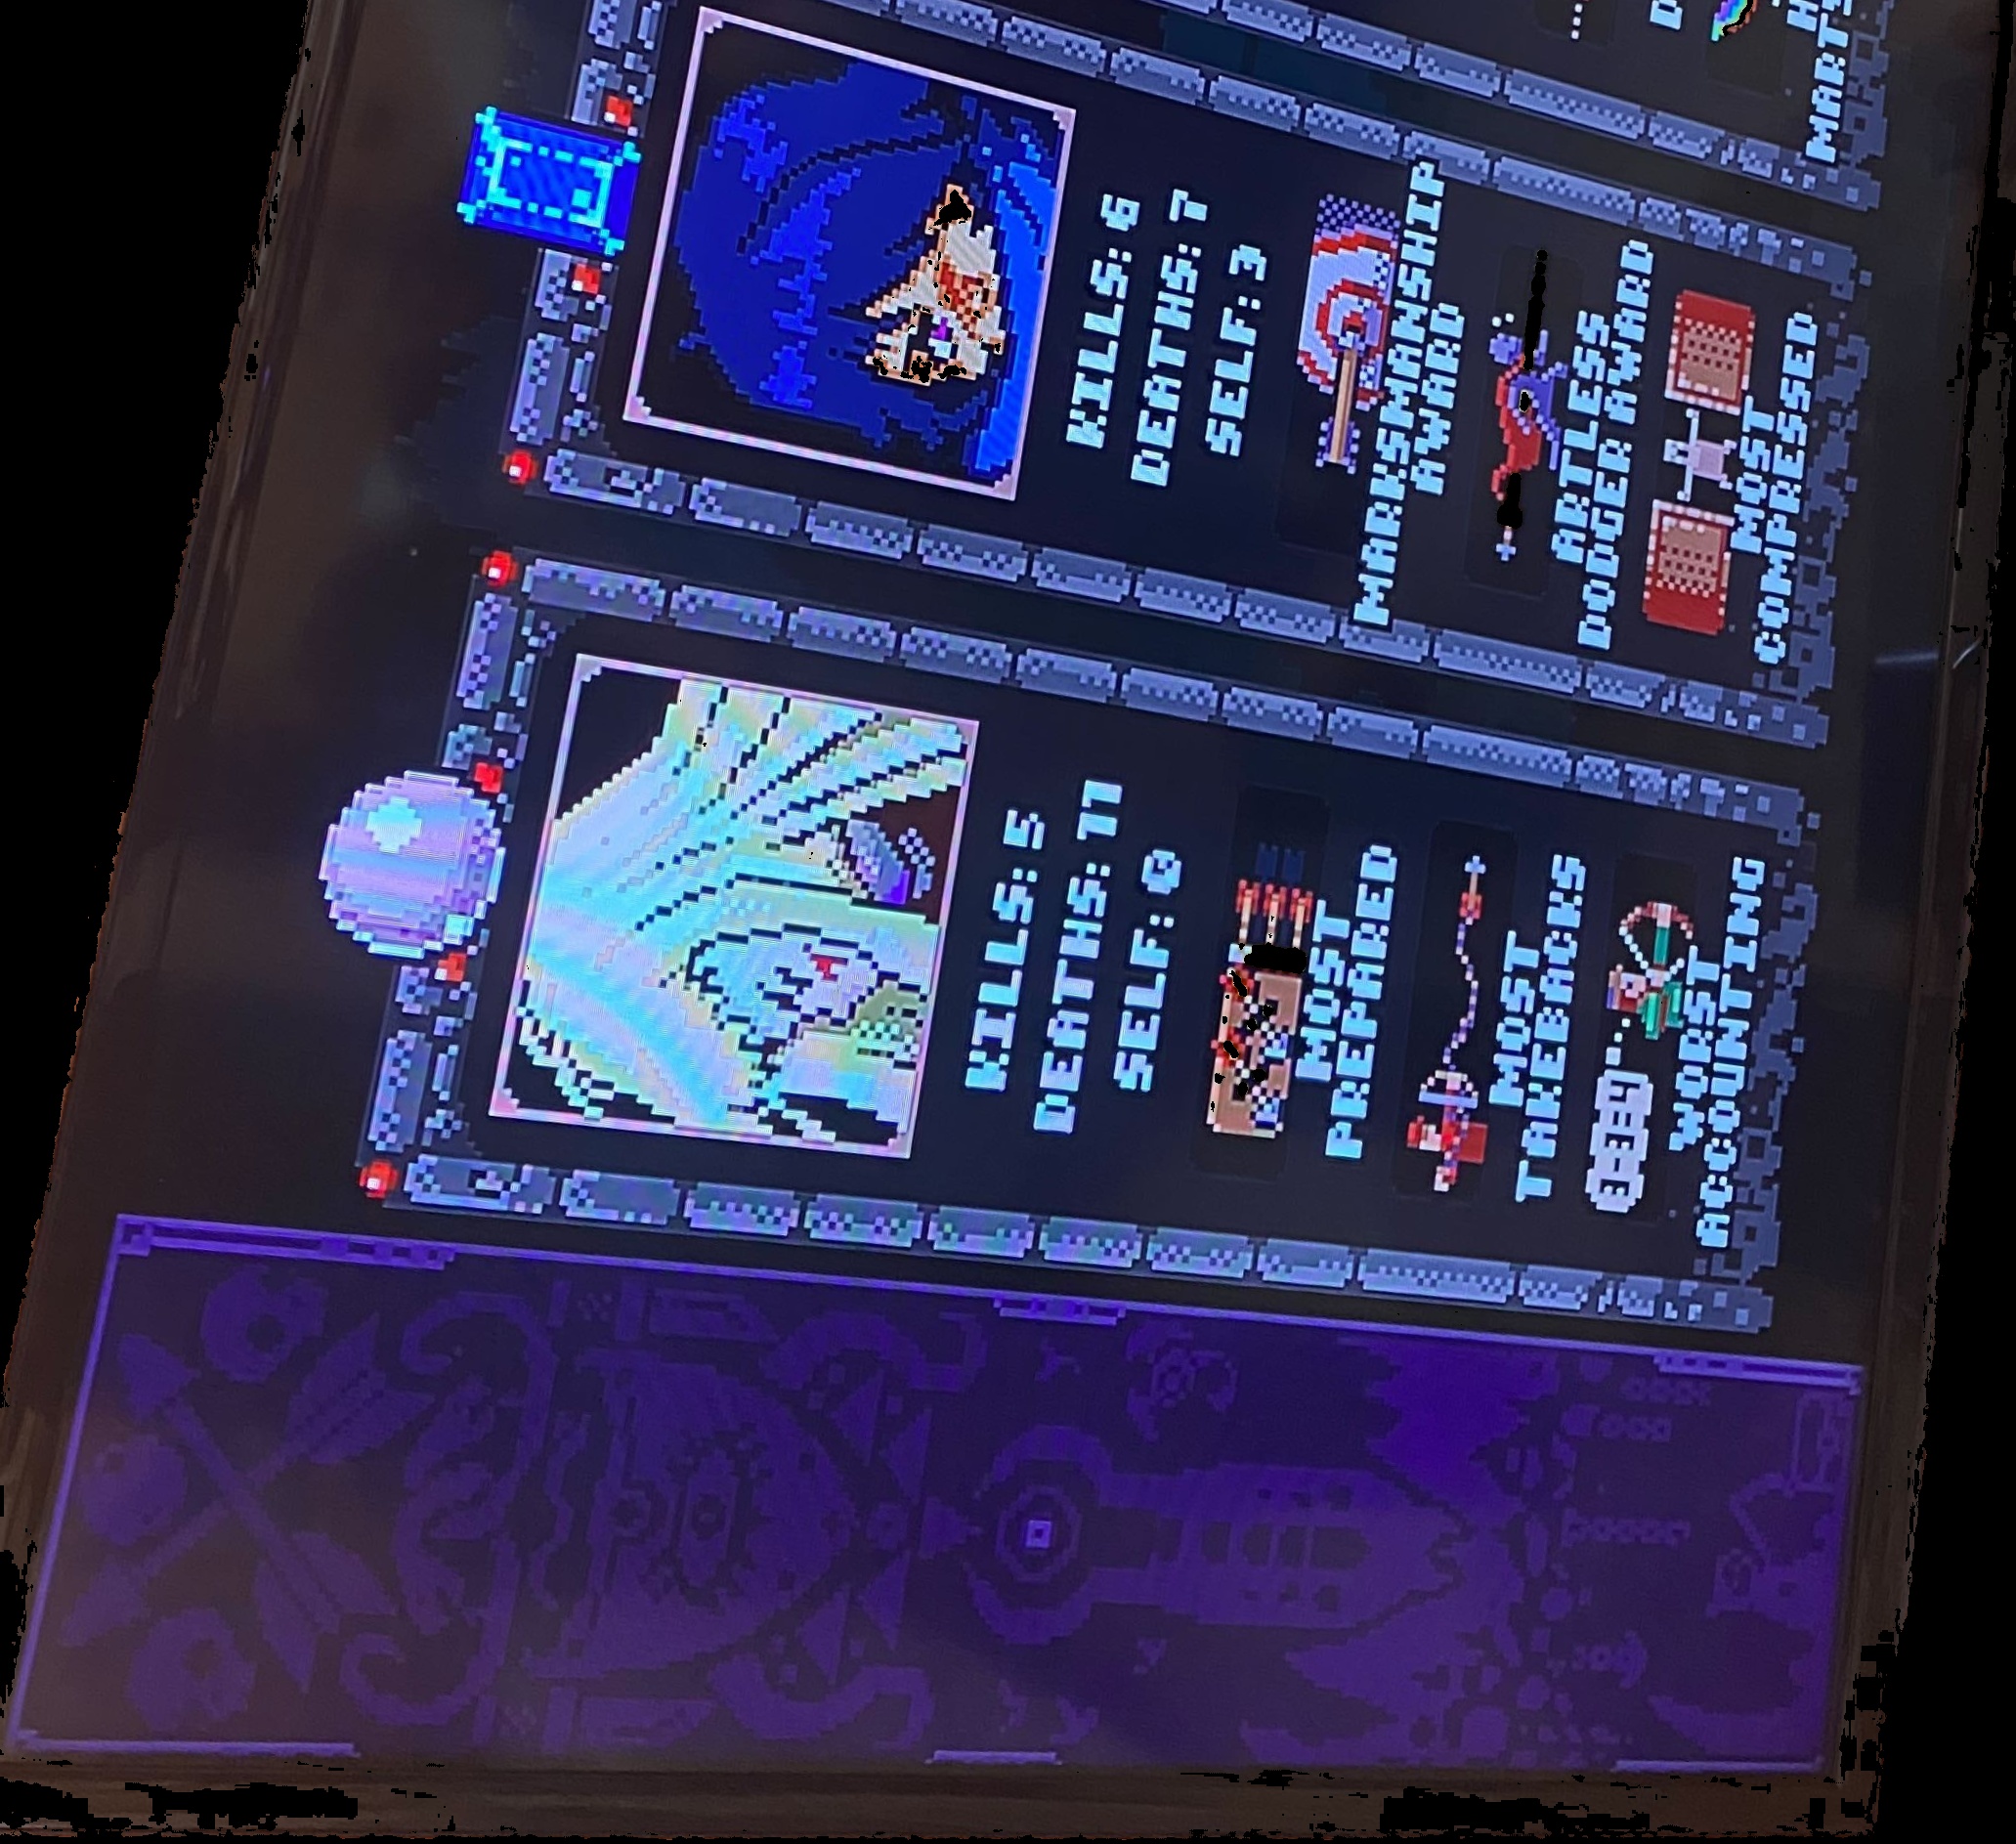 KILLS:5
DEATHS:11
SELF:0
MOST
PREPARED
MOST
TAKEBACKS
WORST
ACCOUNTING
KILLS:6
DEATHS:7
SELF:3
MARKSMANSHIP
AWARD
ARTLESS
DODGER AWARD
MOST
COMPRESSED